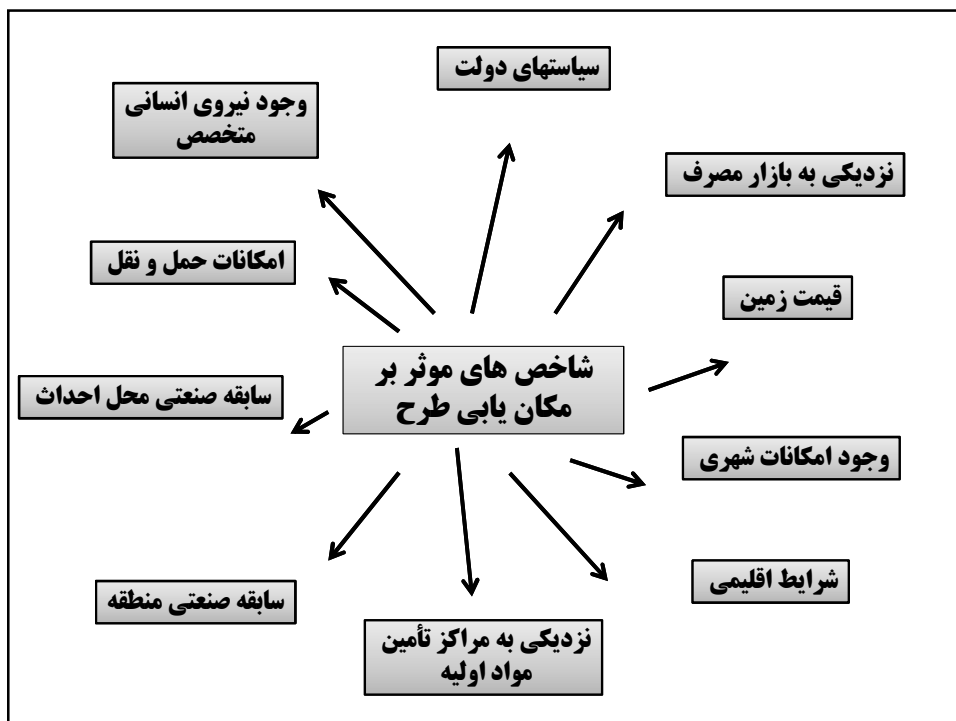 سیاستهای دولت
وجود نیروی انسانی
متخصص
نزدیکی به بازار مصرف
امکانات حمل و نقل
قیمت زمین
شاخص های موثر بر
مکان یابی طرح
سابقه صنعتی محل احداث
وجود امکانات شهری
شرایط اقلیمی
سابقه صنعتی منطقه
نزدیکی به مراکز تأمین
مواد اولیه